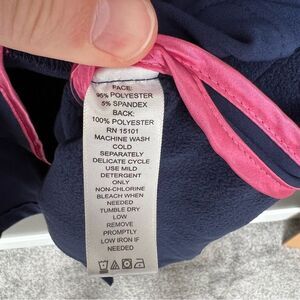 FACE:
95% POLYESTER
5% SPANDEX
BACK:
100% POLYESTER
RN 15101
MACHINE WASH
COLD
SEPARATELY
DELICATE CYCLE
USE MILD
DETERGENT
ONLY
NON-CHLORINE
BLEACH WHEN
NEEDED
TUMBLE DRY
LOW
REMOVE
PROMPTLY
LOW IRON IF
NEEDED